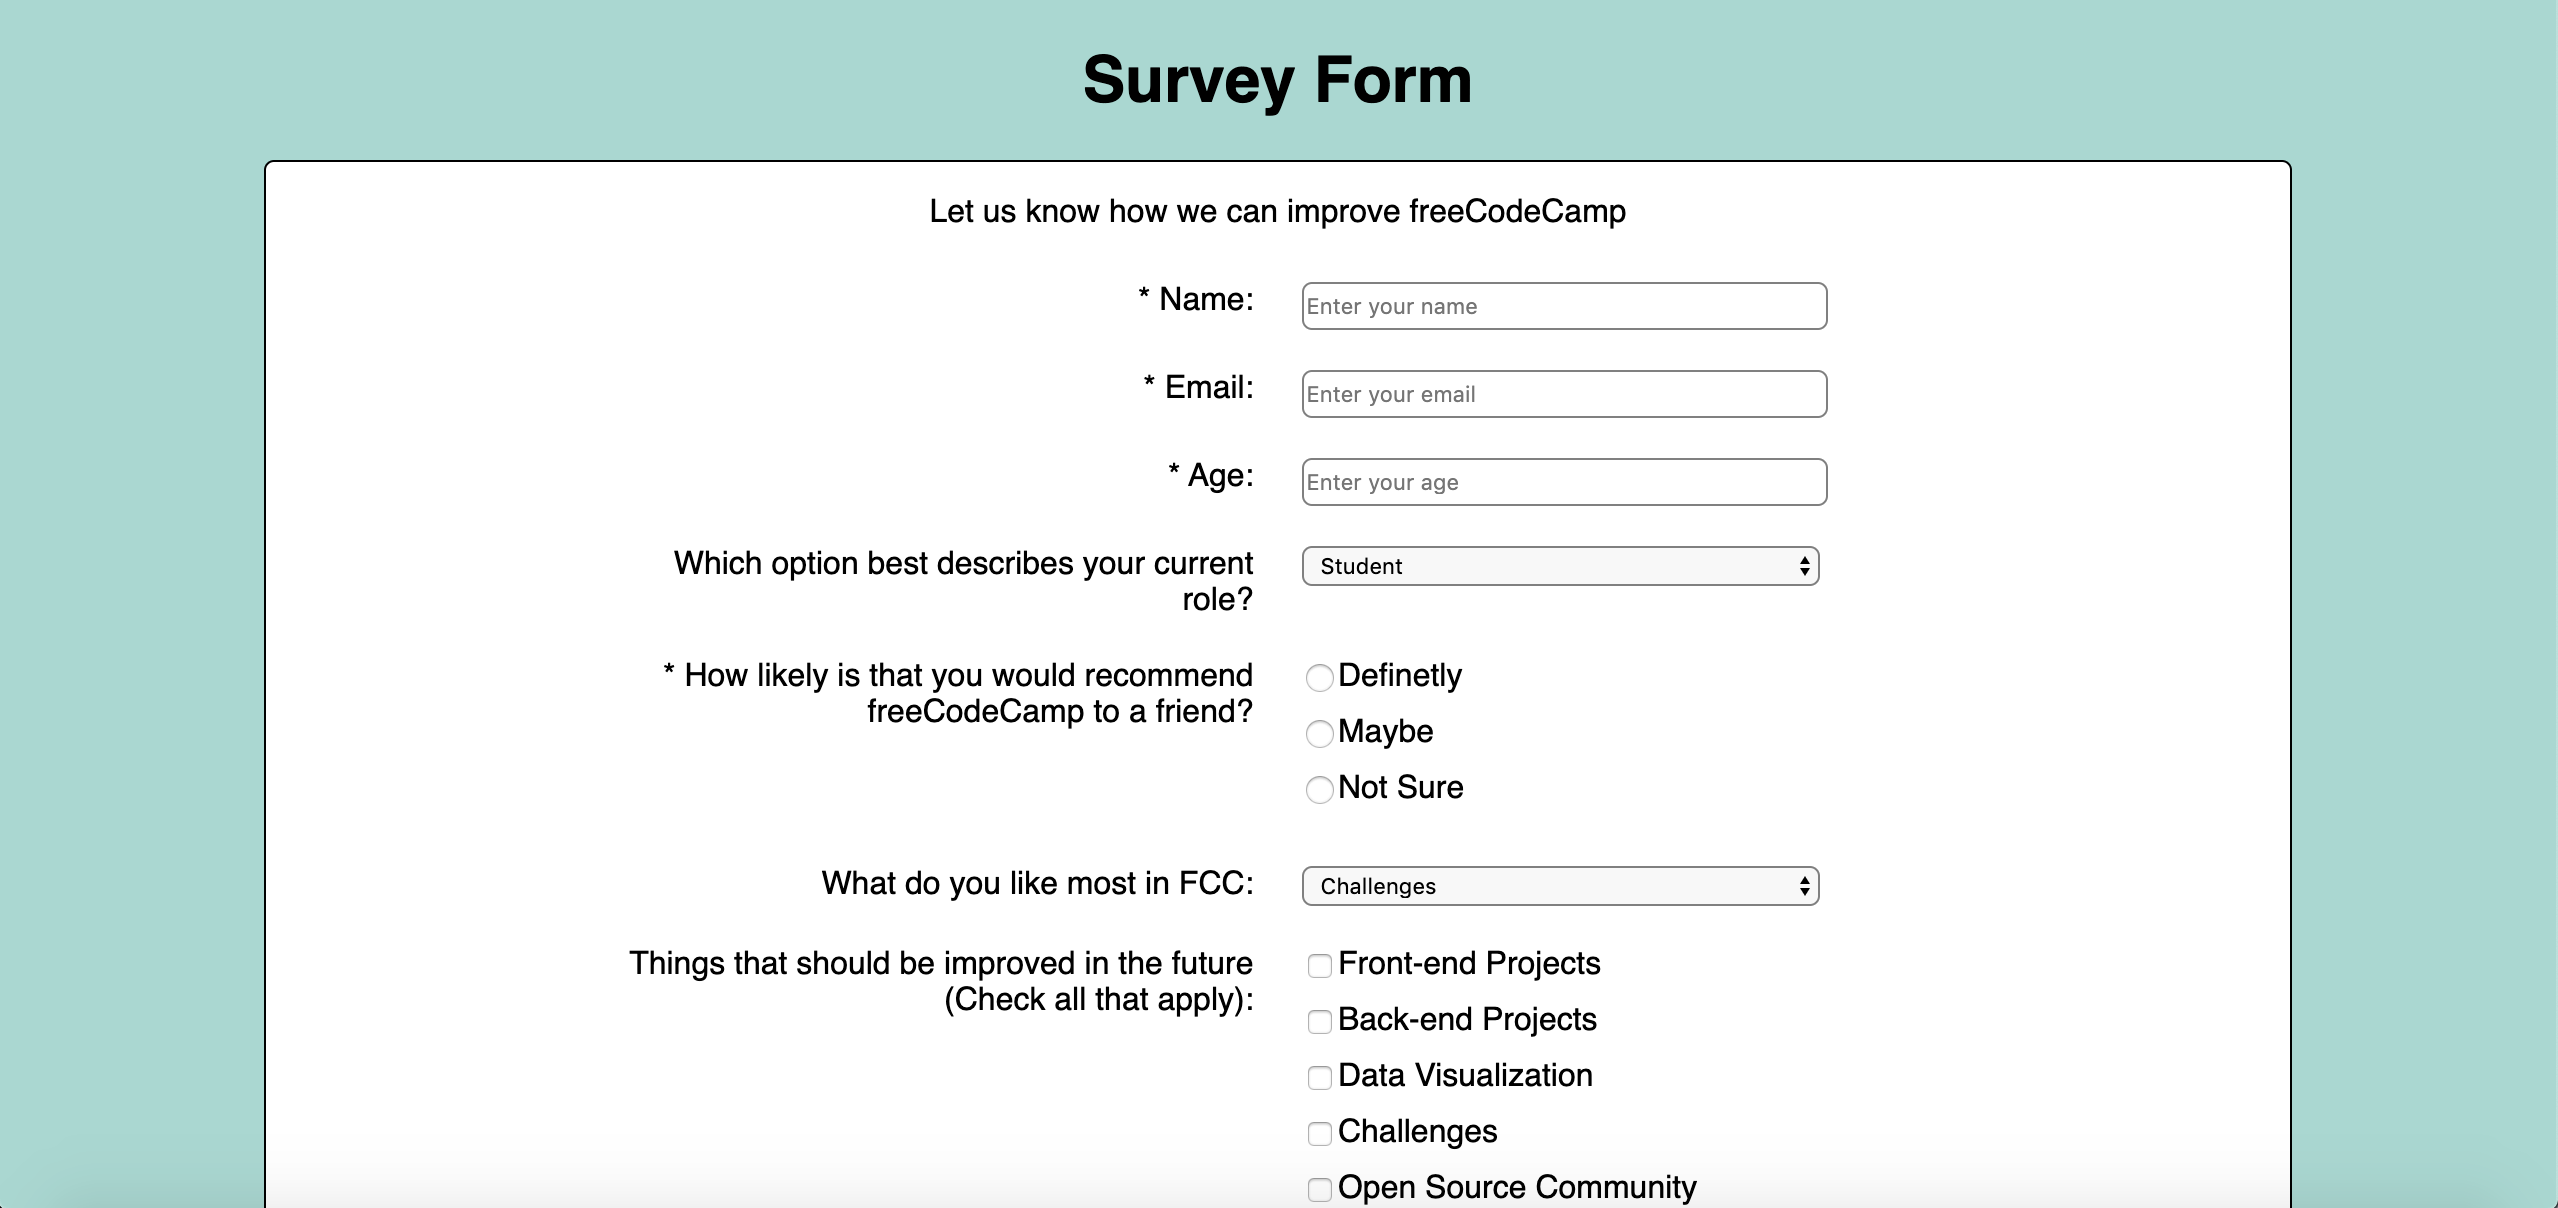 Survey Form
Let us know how we can improve freeCodeCamp
* Name:
Enter your name
* Email:
Enter your email
* Age:
Enter your age
Which option best describes your current
role?
Student
* How likely is that you would recommend
freeCodeCamp to a friend?
Definetly
Maybe
Not Sure
What do you like most in FCC:
Challenges
Things that should be improved in the future
(Check all that apply):
Front-end Projects
Back-end Projects
Data Visualization
Challenges
Open Source Community